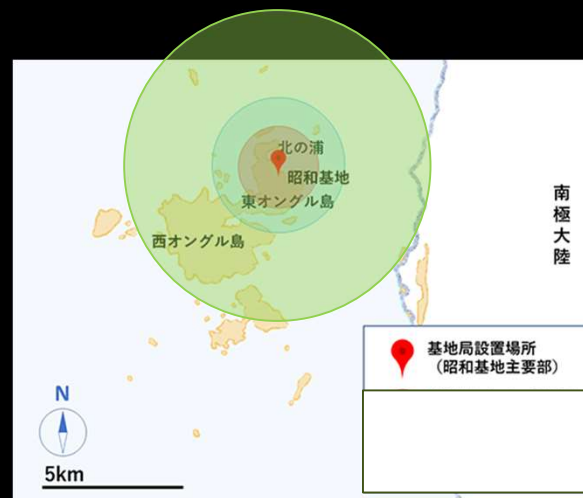 北の浦
昭和基地
東オングル島
西オングル島
南極大陸
基地局設置場所
（昭和基地主要部）
N
5km